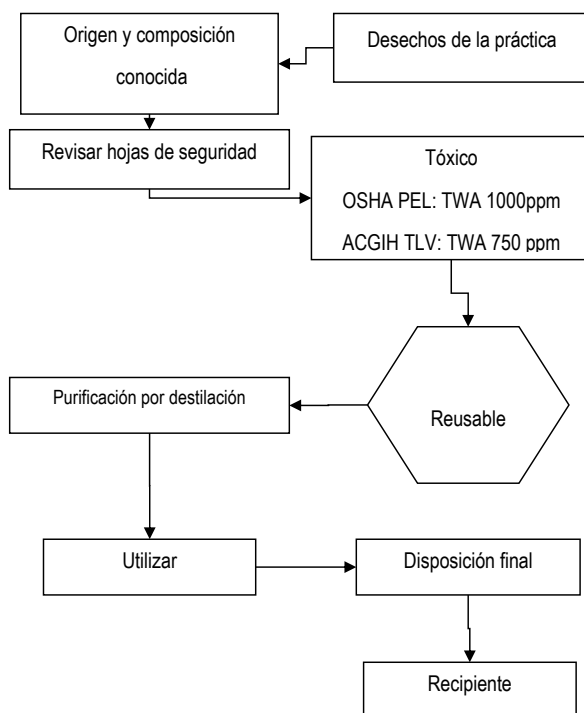 Desechos de la práctica
Origen y composición
conocida
Revisar hojas de seguridad
Tóxico
OSHA PEL: TWA 1000ppm
ACGIH TLV: TWA 750 ppm
Reusable
Purificación por destilación
Utilizar
Disposición final
Recipiente